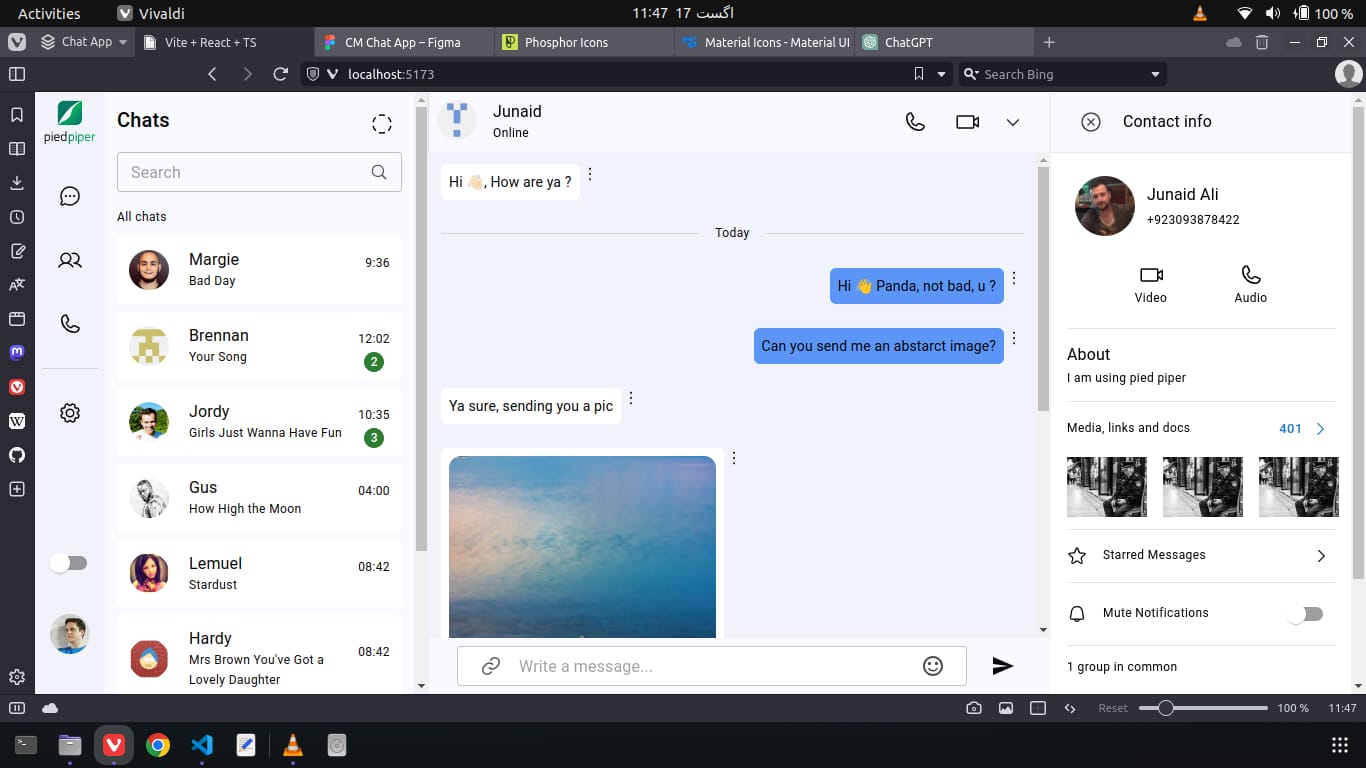 Activities
Vivaldi
11:47 اگست 17
100 %
Chat App
Vite + React + TS
CM Chat App – Figma
Phosphor Icons
Material Icons - Material UI
ChatGPT
localhost:5173
Search Bing
piedpiper
Chats
Search
All chats
Margie
9:36
Bad Day
Brennan
12:02
Your Song
2
Jordy
10:35
Girls Just Wanna Have Fun
3
Gus
04:00
How High the Moon
Lemuel
08:42
Stardust
Hardy
08:42
Mrs Brown You've Got a
Lovely Daughter
Junaid
Online
Hi 👋🏻, How are ya ?
Today
Hi 👋 Panda, not bad, u ?
Can you send me an abstarct image?
Ya sure, sending you a pic
Write a message...
Contact info
Junaid Ali
+923093878422
Video
Audio
About
I am using pied piper
Media, links and docs
401
Starred Messages
Mute Notifications
1 group in common
Reset
100 %
11:47